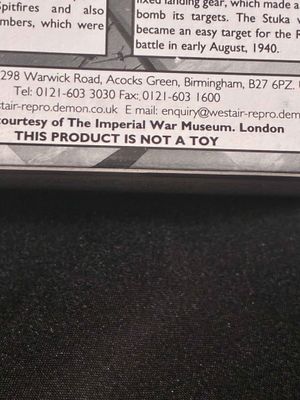 Spitfires and also
mbers, which were
fixed landing gear, which made a
bomb its targets. The Stuka
became an easy target for the R
battle in early August, 1940.
298 Warwick Road, Acocks Green, Birmingham, B27 6PZ.
Tel: 0121-603 3030 Fax: 0121-603 1600
stair-repro.demon.co.uk E mail: enquiry@westair-repro.dem
ourtesy of The Imperial War Museum. London
THIS PRODUCT IS NOT A TOY